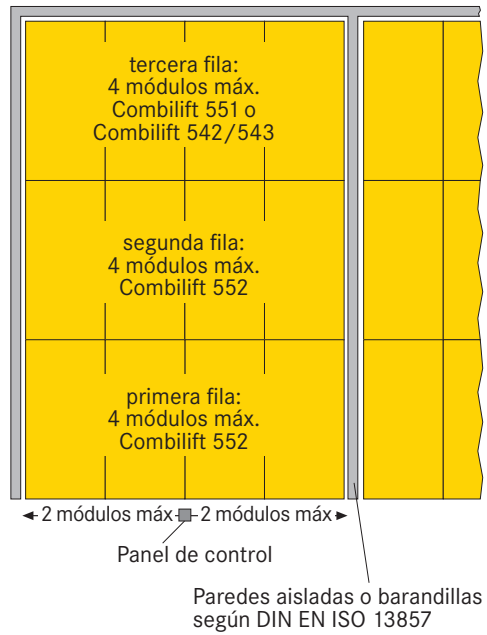 tercera fila:
4 módulos máx.
Combilift 551 o
Combilift 542/543
segunda fila:
4 módulos máx.
Combilift 552
primera fila:
4 módulos máx.
Combilift 552
2 módulos máx
2 módulos máx
Panel de control
Paredes aisladas o barandillas
según DIN EN ISO 13857